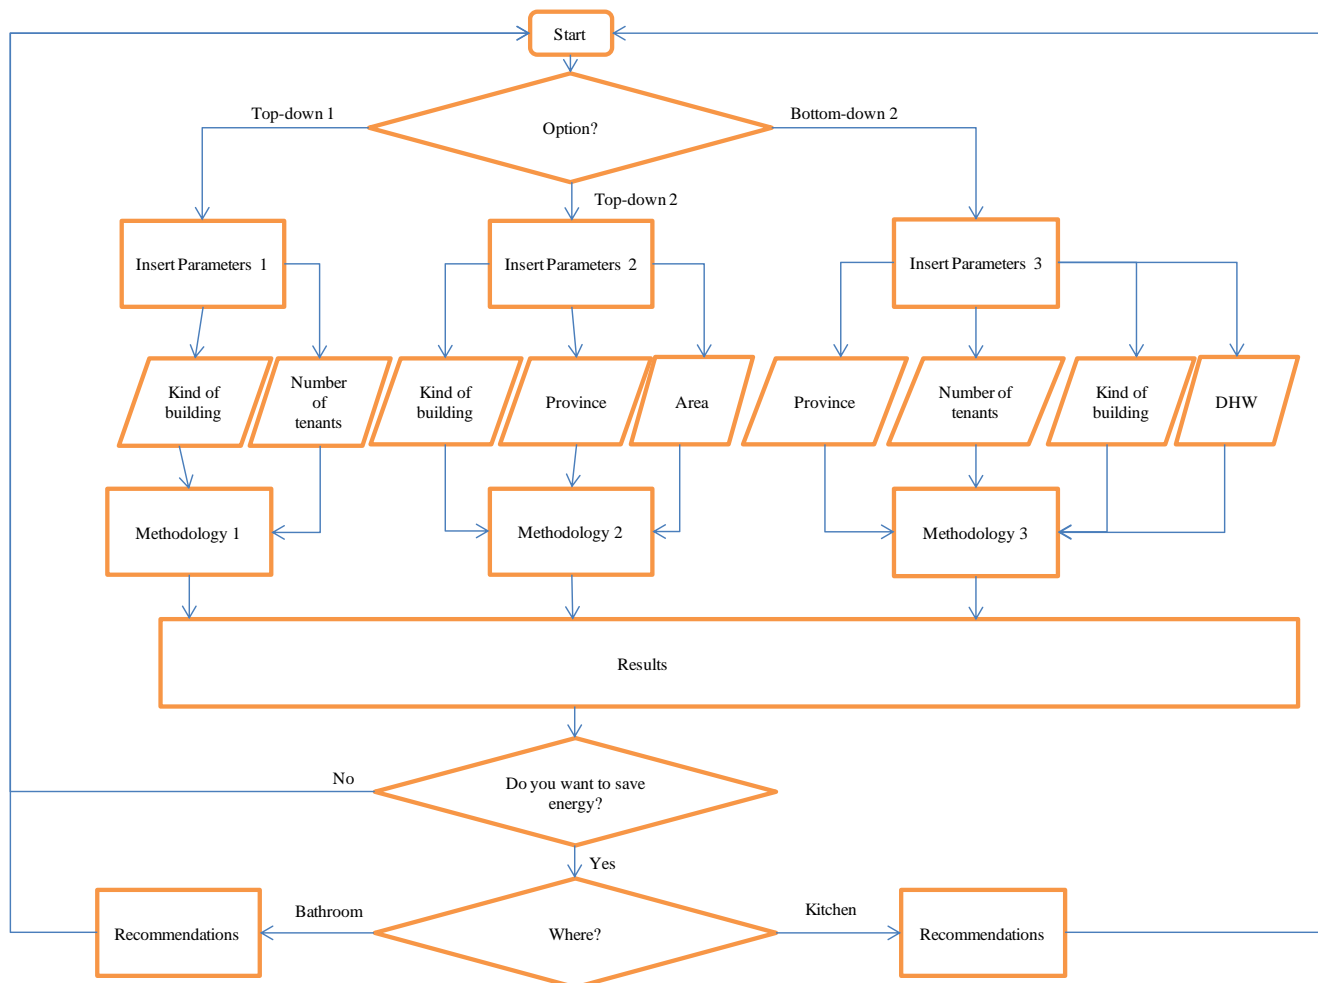 Start
Top-down 1
Bottom-down 2
Option?
Top-down 2
Insert Parameters 1
Insert Parameters 2
Insert Parameters 3
Kind of
building
Number
of
tenants
Kind of
building
Province
Area
Province
Number of
tenants
Kind of
building
DHW
Methodology 1
Methodology 2
Methodology 3
Results
No
Do you want to save
energy?
Yes
Bathroom
Kitchen
Recommendations
Where?
Recommendations